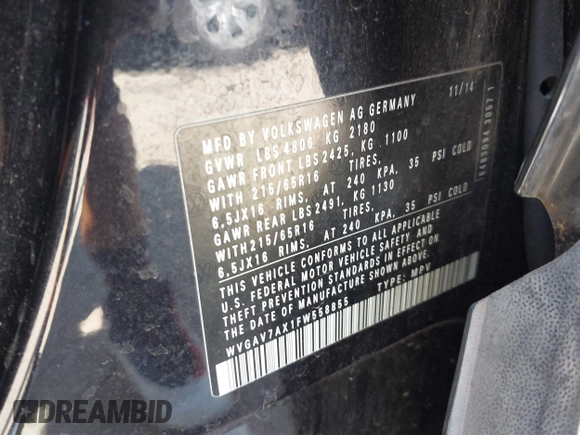 MFD BY VOLKSWAGEN AG GERMANY 11/14
GVWR LBS 4806 KG 2180
GAWR FRONT LBS 2425, KG .1100
WITH 215/65R16 TIRES,
6.5JX16 RIMS, AT 240 KPA, 35 PSI COLD
GAWR REAR LBS 2491, KG 1130
WITH 215/65R16 TIRES,
6.5JX16 RIMS, AT 240 KPA, 35 PSI COLD
THIS VEHICLE CONFORMS TO ALL APPLICABLE
U.S. FEDERAL MOTOR VEHICLE SAFETY AND
THEFT PREVENTION STANDARDS IN EFFECT ON
THE DATE OF MANUFACTURE SHOWN ABOVE.
WVGAV7AX1FW558855 TYPE: MPV
DREAMBID